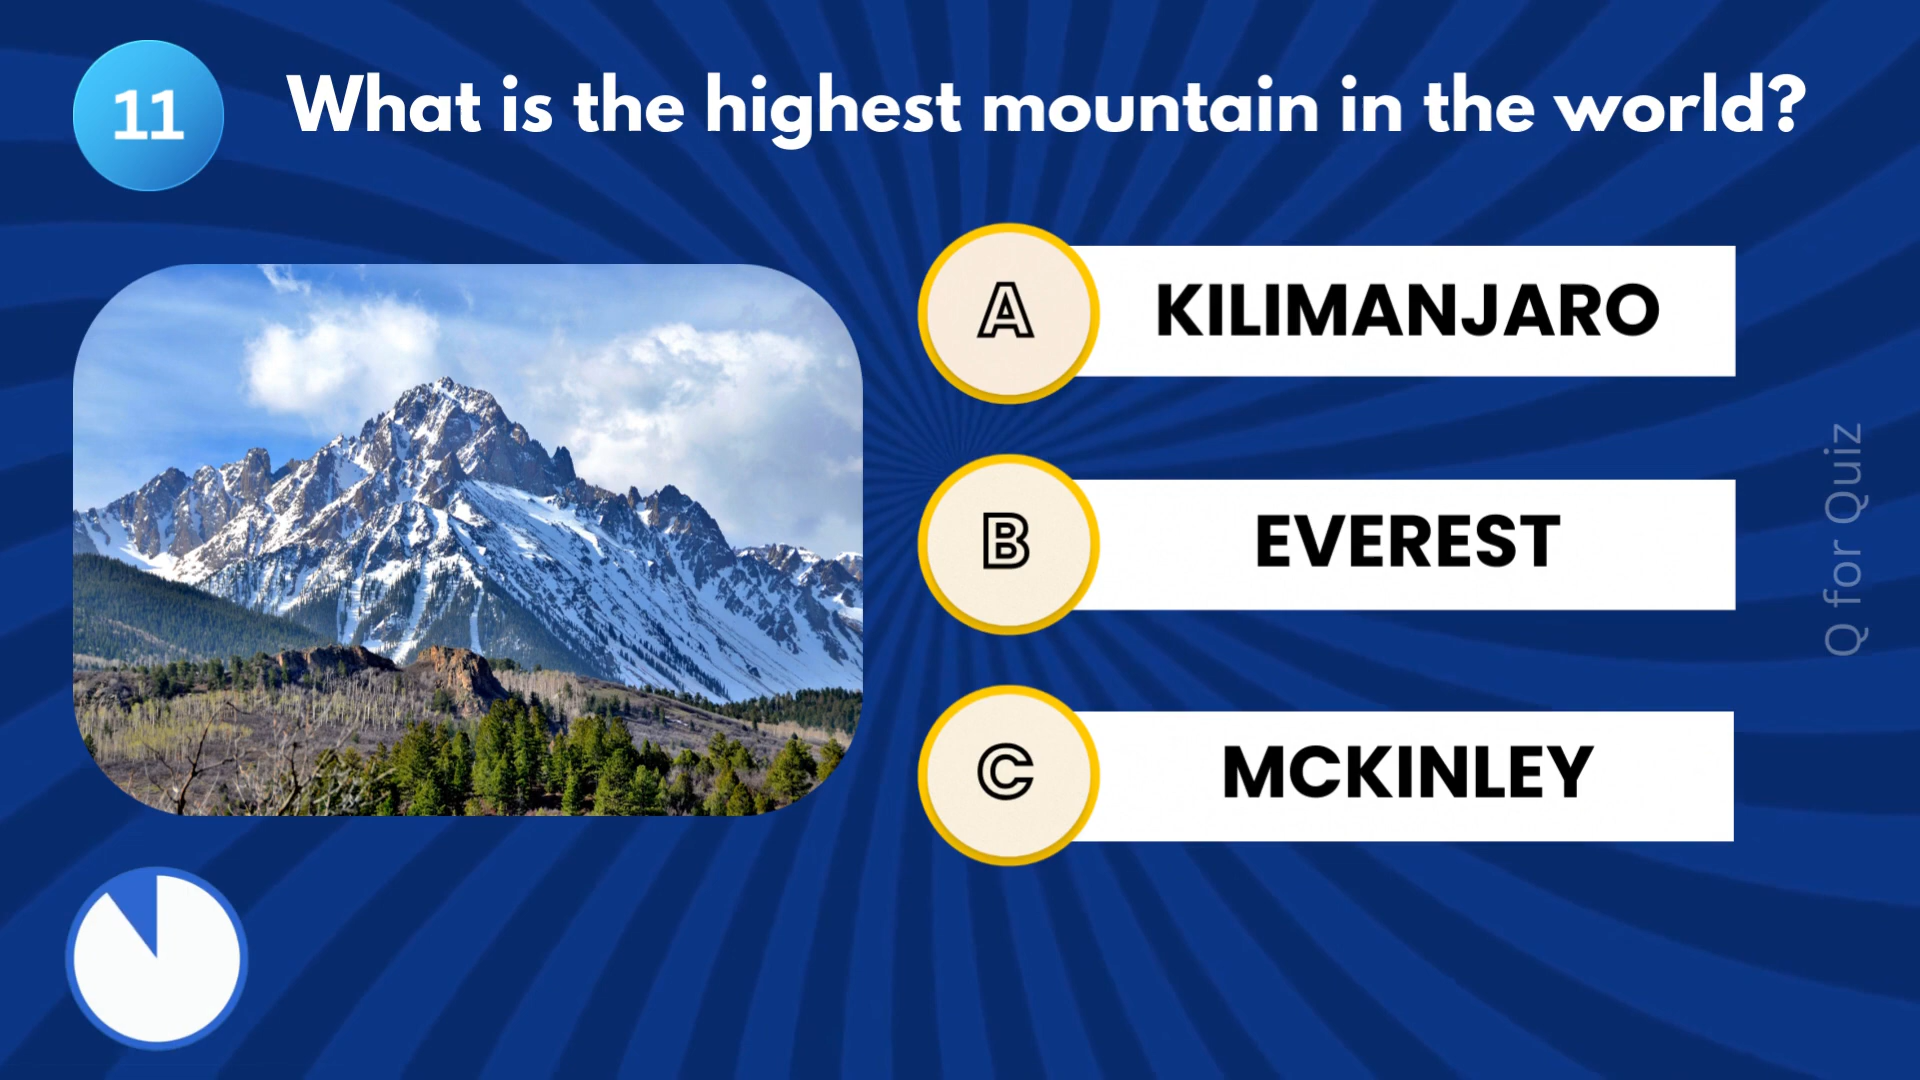 11
What is the highest mountain in the world?
A
KILIMANJARO
B
EVEREST
C
MCKINLEY
Q for Quiz